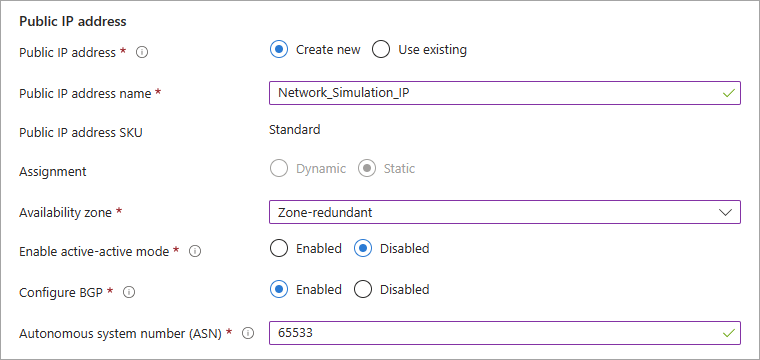 Public IP address
Public IP address * Create new Use existing
Public IP address name * Network_Simulation_IP
Public IP address SKU Standard
Assignment Dynamic Static
Availability zone * Zone-redundant
Enable active-active mode * Enabled Disabled
Configure BGP * Enabled Disabled
Autonomous system number (ASN) * 65533